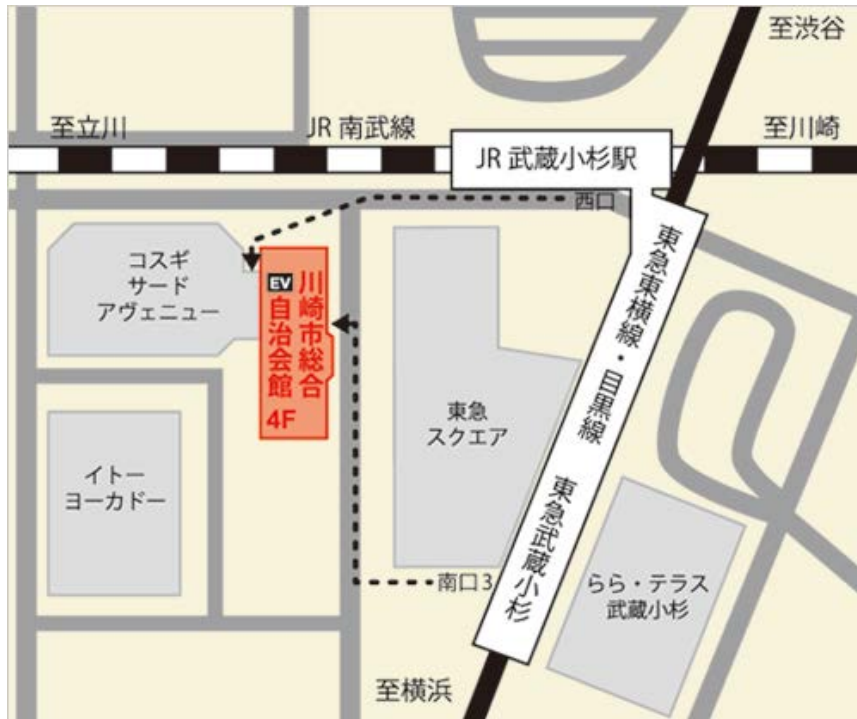 至渋谷
至立川
JR 南武線
至川崎
JR 武蔵小杉駅
西口
コスギ
サード
アヴェニュー
EV
川崎市総合
自治会館
4F
東急東横線・目黒線 東急武蔵小杉
東急
スクエア
イトー
ヨーカドー
南口3
らら・テラス
武蔵小杉
至横浜